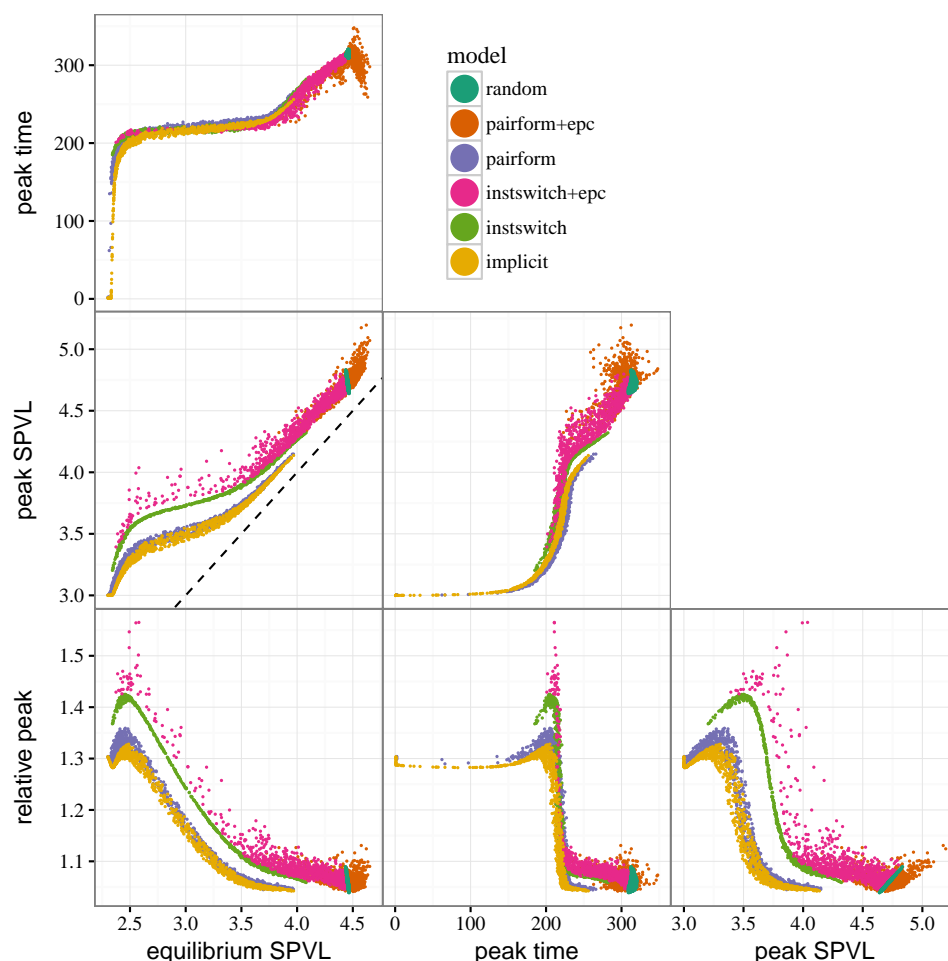 model
random
pairform+epc
pairform
instswitch+epc
instswitch
implicit
peak time
300
200
100
0
peak SPVL
5.0
4.5
4.0
3.5
3.0
relative peak
1.5
1.4
1.3
1.2
1.1
2.5 3.0 3.5 4.0 4.5
equilibrium SPVL
0 100 200 300
peak time
3.0 3.5 4.0 4.5 5.0
peak SPVL